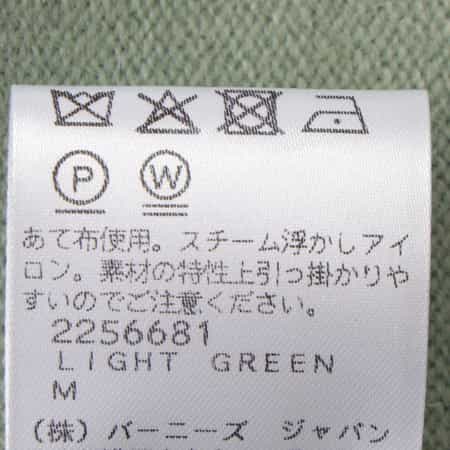 P W
あて布使用。スチーム浮かしアイ
ロン。素材の特性上引っ掛かりや
すいのでご注意ください。
2256681
LIGHT GREEN
M
(株) バーニーズ ジャパン